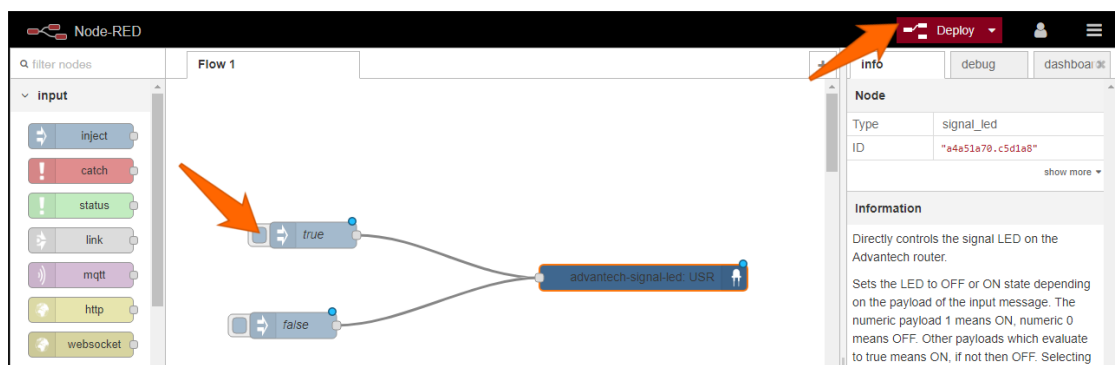 Node-RED
Deploy
filter nodes
Flow 1
+
info
debug
input
inject
catch
status
link
mqtt
http
websocket
true
false
advantech-signal-led: USR
Node
Type signal_led
ID "a4a51a70.c5d1a8"
show more
Information
Directly controls the signal LED on the
Advantech router.
Sets the LED to OFF or ON state depending
on the payload of the input message. The
numeric payload 1 means ON, numeric 0
means OFF. Other payloads which evaluate
to true means ON, if not then OFF. Selecting